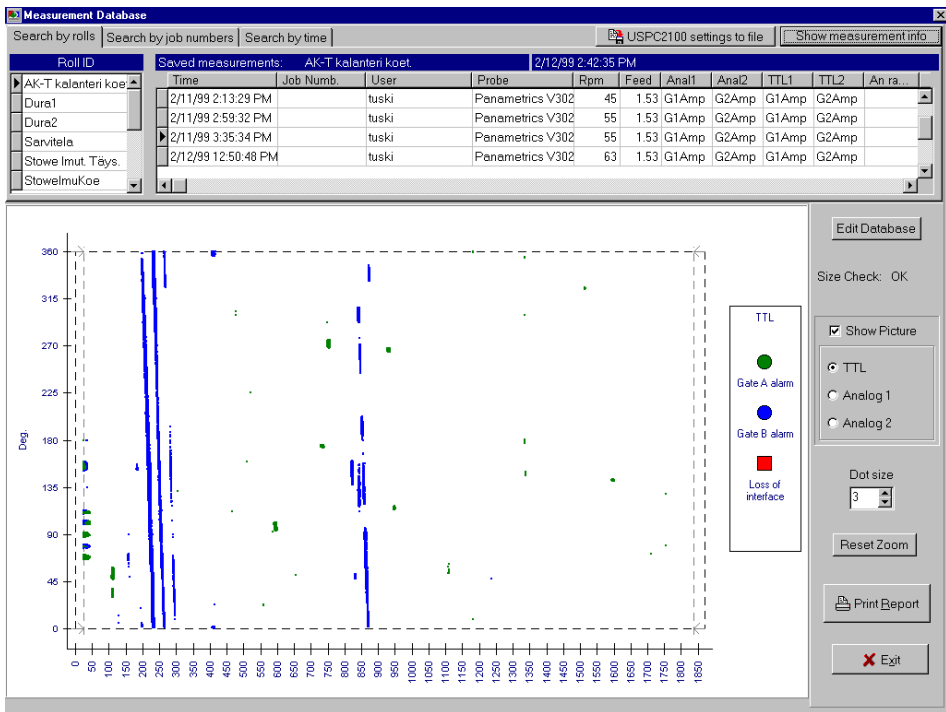 Measurement Database
Search by rolls Search by job numbers Search by time USPC2100 settings to file Show measurement info
Roll ID Saved measurements: AK-T kalanteri koet. 2/12/99 2:42:35 PM
Time Job Numb. User Probe Rpm Feed Anal1 Anal2 TTL1 TTL2 An ra...
AK-T kalanteri koe
Dura1
Dura2
Sarvitela
Stowe Imut. Täys.
StoweImuKoe
2/11/99 2:13:29 PM tuski Panametrics V302 45 1.53 G1Amp G2Amp G1Amp G2Amp
2/11/99 2:59:32 PM tuski Panametrics V302 55 1.53 G1Amp G2Amp G1Amp G2Amp
2/11/99 3:35:34 PM tuski Panametrics V302 55 1.53 G1Amp G2Amp G1Amp G2Amp
2/12/99 12:50:48 PM tuski Panametrics V302 63 1.53 G1Amp G2Amp G1Amp G2Amp
Deg.
360
315
270
225
180
135
90
45
0
0 50 100 150 200 250 300 350 400 450 500 550 600 650 700 750 800 850 900 950 1000 1050 1100 1150 1200 1250 1300 1350 1400 1450 1500 1550 1600 1650 1700 1750 1800 1850
TTL
Gate A alarm
Gate B alarm
Loss of
interface
Edit Database
Size Check: OK
Show Picture
TTL
Analog 1
Analog 2
Dot size
3
Reset Zoom
Print Report
Exit